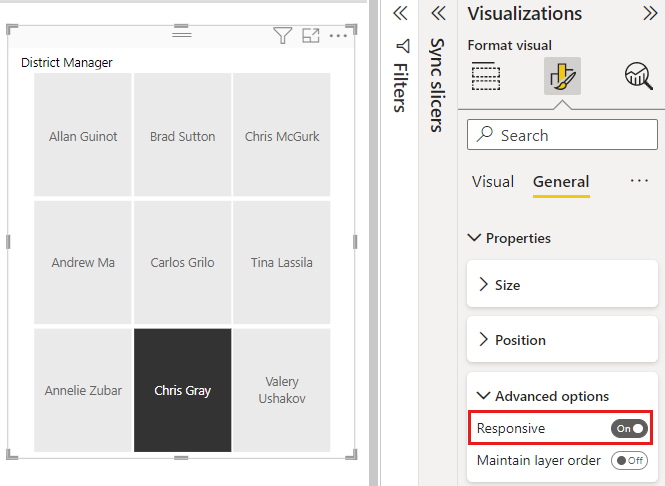 District Manager
Allan Guinot
Brad Sutton
Chris McGurk
Andrew Ma
Carlos Grilo
Tina Lassila
Annelie Zubar
Chris Gray
Valery
Ushakov
Filters
Sync slicers
Visualizations
Format visual
Search
Visual
General
Properties
Size
Position
Advanced options
Responsive
On
Maintain layer order
Off